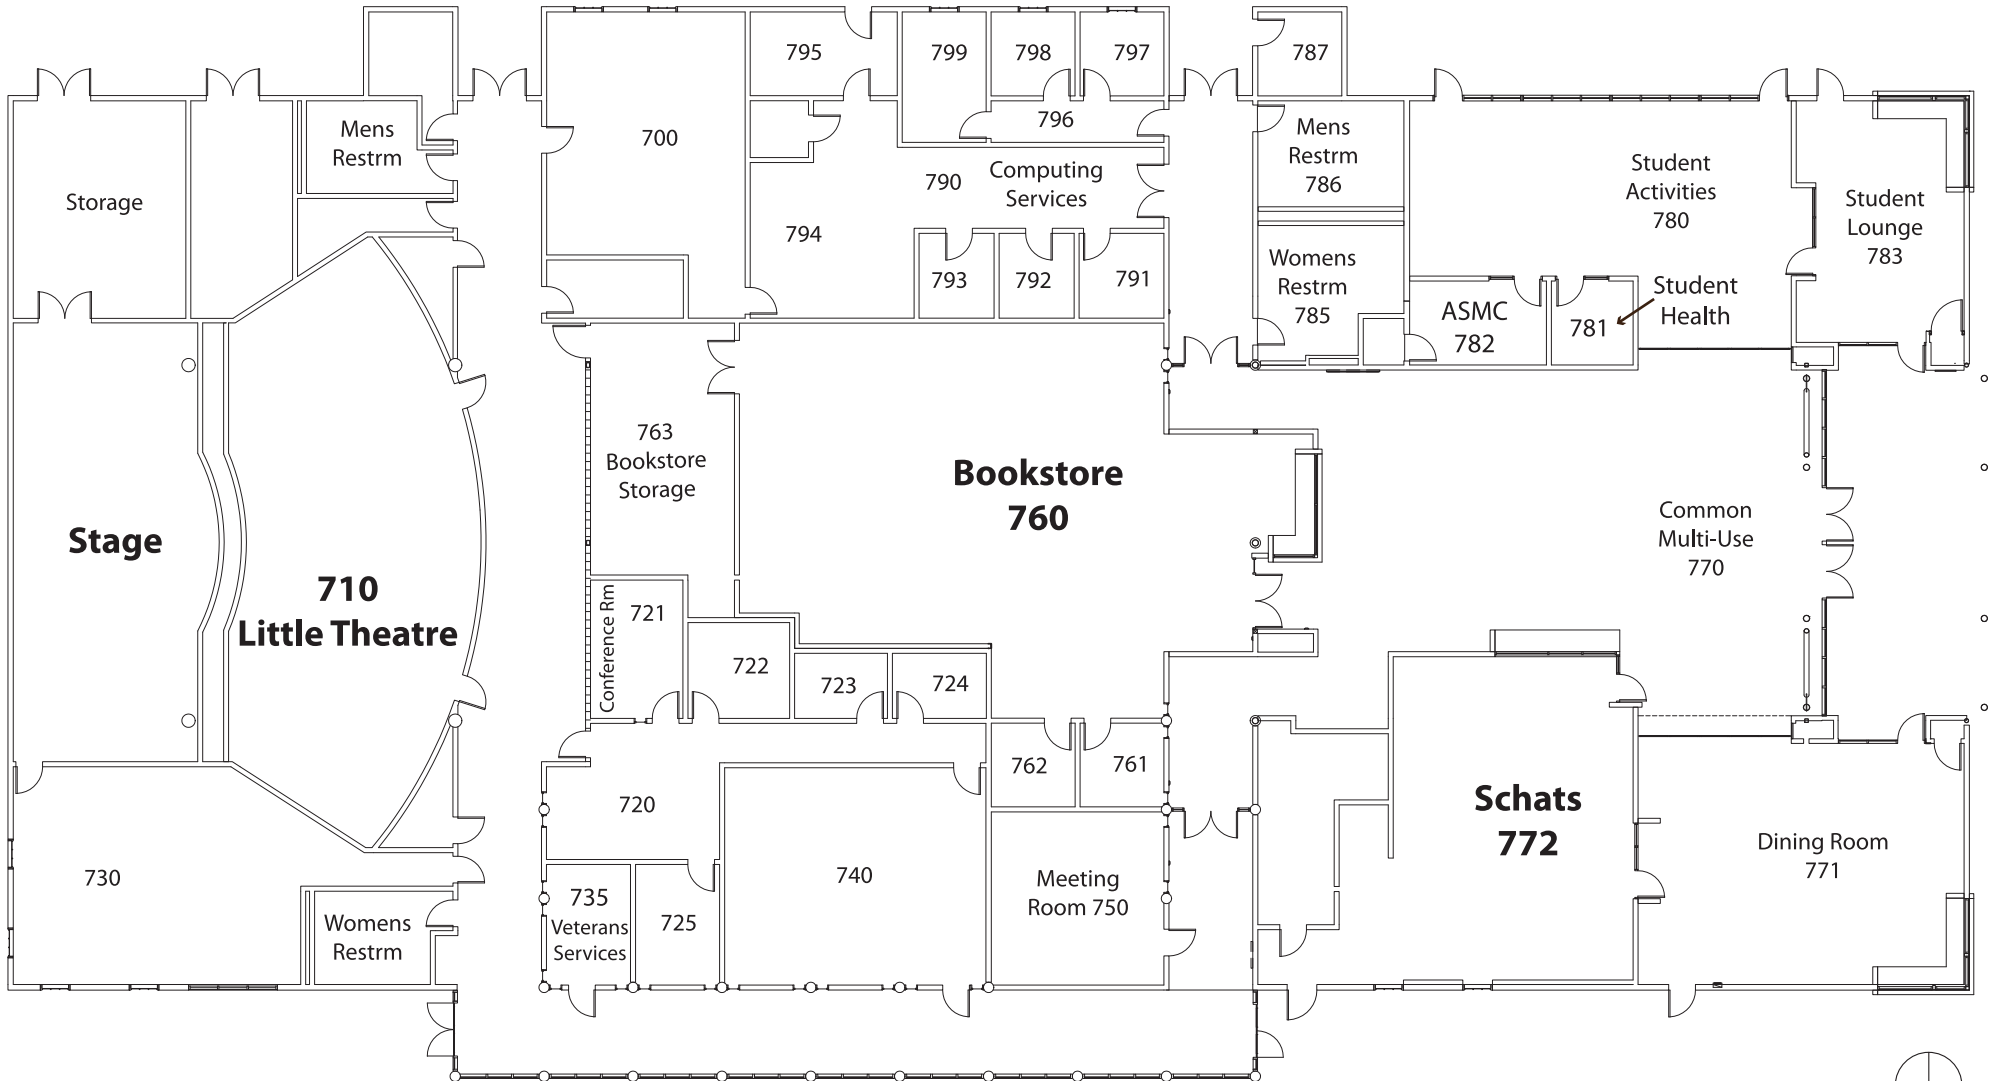 795
799
798
797
787
Mens
Restrm
700
796
Mens
Restrm
786
Student
Activities
780
Storage
790
Computing
Services
Student
Lounge
783
794
793
792
791
Womens
Restrm
785
ASMC
782
781
Student
Health
763
Bookstore
Storage
Bookstore
760
Stage
710
Little Theatre
Common
Multi-Use
770
Conference Rm
721
722
723
724
762
761
720
Schats
772
Dining Room
771
730
740
Meeting
Room 750
Womens
Restrm
735
Veterans
Services
725